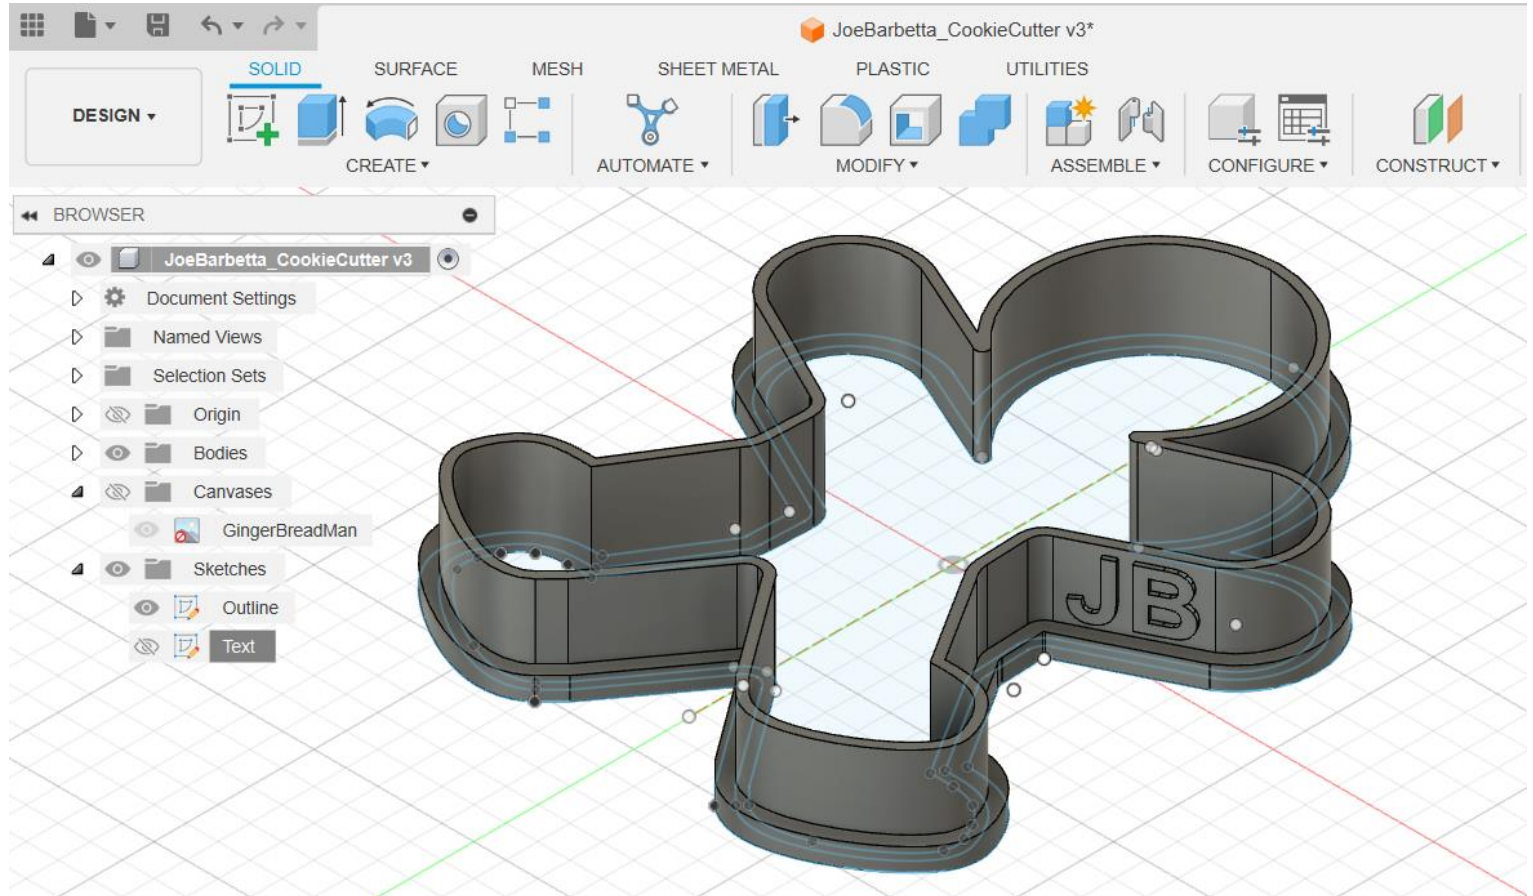 JoeBarbetta_CookieCutter v3*
SOLID SURFACE MESH SHEET METAL PLASTIC UTILITIES
DESIGN
CREATE AUTOMATE MODIFY ASSEMBLE CONFIGURE CONSTRUCT
BROWSER
JoeBarbetta_CookieCutter v3
Document Settings
Named Views
Selection Sets
Origin
Bodies
Canvases
GingerBreadMan
Sketches
Outline
Text
JB